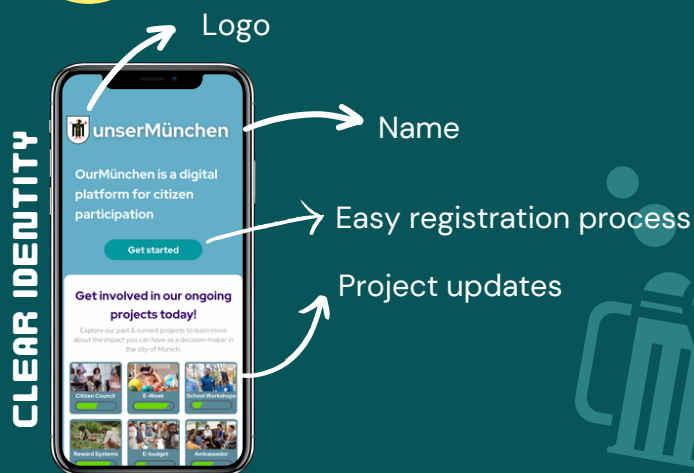 Logo
CLEAR IDENTITY
unserMünchen
Name
OurMünchen is a digital
platform for citizen
participation
Easy registration process
Get started
Project updates
Get involved in our ongoing
projects today!
Explore our past & current projects to learn more
about the impact you can have as a decision-maker in
the city of Munich.
Citizen Council
E-Week
School Workshops
Reward Systems
E-budget
Ambassador